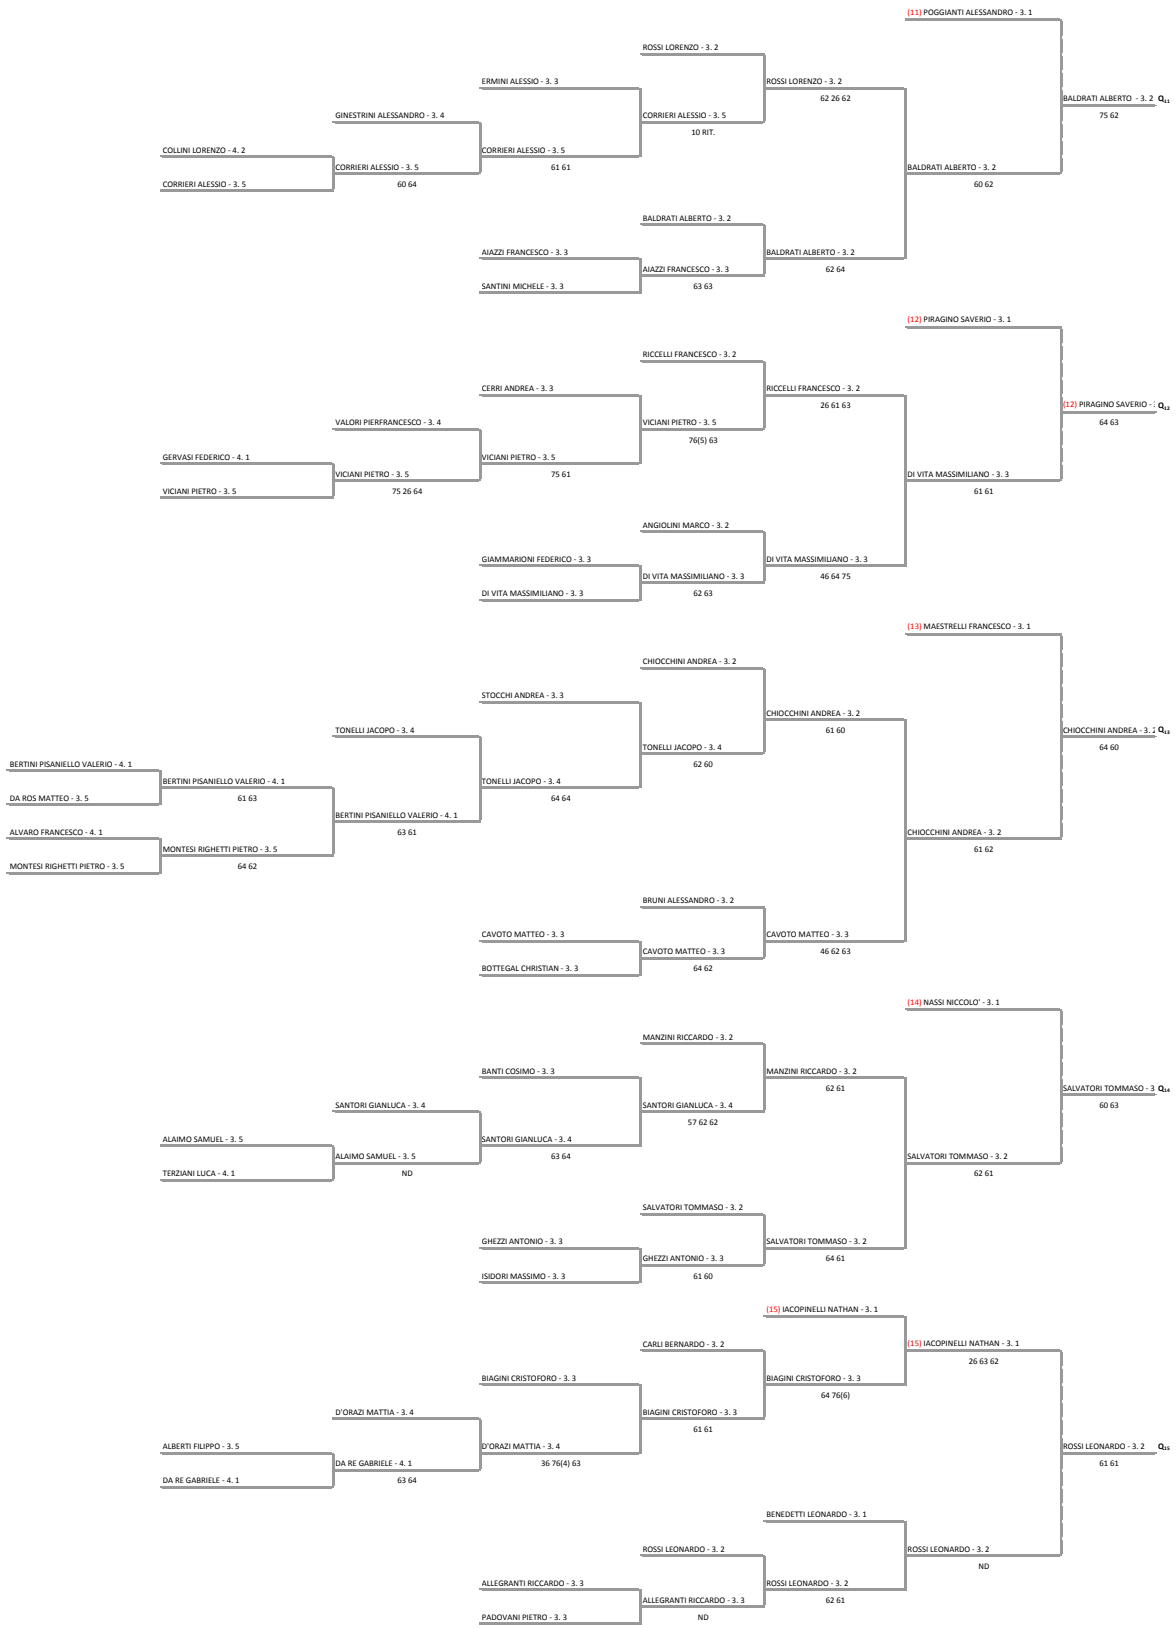 (11) POGGIANTI ALESSANDRO - 3. 1
ROSSI LORENZO - 3. 2
ERMINI ALESSIO - 3. 3
ROSSI LORENZO - 3. 2
62 26 62
BALDRATI ALBERTO - 3. 2 Q11
75 62
GINESTRINI ALESSANDRO - 3. 4
CORRIERI ALESSIO - 3. 5
10 RIT.
COLLINI LORENZO - 4. 2
CORRIERI ALESSIO - 3. 5
61 61
CORRIERI ALESSIO - 3. 5
60 64
BALDRATI ALBERTO - 3. 2
60 62
CORRIERI ALESSIO - 3. 5
BALDRATI ALBERTO - 3. 2
AIAZZI FRANCESCO - 3. 3
BALDRATI ALBERTO - 3. 2
62 64
AIAZZI FRANCESCO - 3. 3
63 63
SANTINI MICHELE - 3. 3
(12) PIRAGINO SAVERIO - 3. 1
RICCELLI FRANCESCO - 3. 2
CERRI ANDREA - 3. 3
RICCELLI FRANCESCO - 3. 2
26 61 63
(12) PIRAGINO SAVERIO - 3 Q12
64 63
VALORI PIERFRANCESCO - 3. 4
VICIANI PIETRO - 3. 5
76(5) 63
GERVASI FEDERICO - 4. 1
VICIANI PIETRO - 3. 5
75 61
VICIANI PIETRO - 3. 5
75 26 64
DI VITA MASSIMILIANO - 3. 3
61 61
VICIANI PIETRO - 3. 5
ANGIOLINI MARCO - 3. 2
GIAMMARIONI FEDERICO - 3. 3
DI VITA MASSIMILIANO - 3. 3
46 64 75
DI VITA MASSIMILIANO - 3. 3
62 63
DI VITA MASSIMILIANO - 3. 3
(13) MAESTRELLI FRANCESCO - 3. 1
CHIOCCHINI ANDREA - 3. 2
STOCCHI ANDREA - 3. 3
CHIOCCHINI ANDREA - 3. 2
61 60
TONELLI JACOPO - 3. 4
CHIOCCHINI ANDREA - 3. 2 Q13
64 60
TONELLI JACOPO - 3. 4
62 60
BERTINI PISANIELLO VALERIO - 4. 1
BERTINI PISANIELLO VALERIO - 4. 1
61 63
TONELLI JACOPO - 3. 4
64 64
DA ROS MATTEO - 3. 5
BERTINI PISANIELLO VALERIO - 4. 1
63 61
ALVARO FRANCESCO - 4. 1
CHIOCCHINI ANDREA - 3. 2
61 62
MONTESI RIGHETTI PIETRO - 3. 5
64 62
MONTESI RIGHETTI PIETRO - 3. 5
BRUNI ALESSANDRO - 3. 2
CAVOTO MATTEO - 3. 3
CAVOTO MATTEO - 3. 3
46 62 63
CAVOTO MATTEO - 3. 3
64 62
BOTTEGAL CHRISTIAN - 3. 3
(14) NASSI NICCOLO' - 3. 1
MANZINI RICCARDO - 3. 2
BANTI COSIMO - 3. 3
MANZINI RICCARDO - 3. 2
62 61
SALVATORI TOMMASO - 3 Q14
60 63
SANTORI GIANLUCA - 3. 4
SANTORI GIANLUCA - 3. 4
57 62 62
ALAIMO SAMUEL - 3. 5
SANTORI GIANLUCA - 3. 4
63 64
ALAIMO SAMUEL - 3. 5
ND
SALVATORI TOMMASO - 3. 2
62 61
TERZIANI LUCA - 4. 1
SALVATORI TOMMASO - 3. 2
GHEZZI ANTONIO - 3. 3
SALVATORI TOMMASO - 3. 2
64 61
GHEZZI ANTONIO - 3. 3
61 60
ISIDORI MASSIMO - 3. 3
(15) IACOPINELLI NATHAN - 3. 1
CARLI BERNARDO - 3. 2
(15) IACOPINELLI NATHAN - 3. 1
26 63 62
BIAGINI CRISTOFORO - 3. 3
BIAGINI CRISTOFORO - 3. 3
64 76(6)
D'ORAZI MATTIA - 3. 4
BIAGINI CRISTOFORO - 3. 3
61 61
ALBERTI FILIPPO - 3. 5
D'ORAZI MATTIA - 3. 4
36 76(4) 63
ROSSI LEONARDO - 3. 2 Q15
61 61
DA RE GABRIELE - 4. 1
63 64
DA RE GABRIELE - 4. 1
BENEDETTI LEONARDO - 3. 1
ROSSI LEONARDO - 3. 2
ROSSI LEONARDO - 3. 2
ND
ALLEGRANTI RICCARDO - 3. 3
ROSSI LEONARDO - 3. 2
62 61
ALLEGRANTI RICCARDO - 3. 3
ND
PADOVANI PIETRO - 3. 3